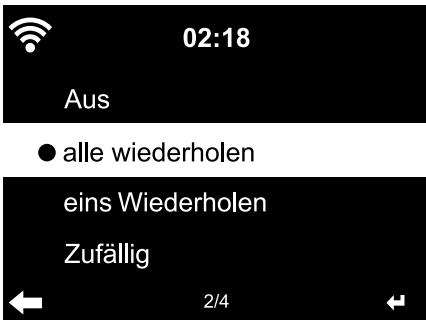 02:18
Aus
alle wiederholen
eins Wiederholen
Zufällig
2/4